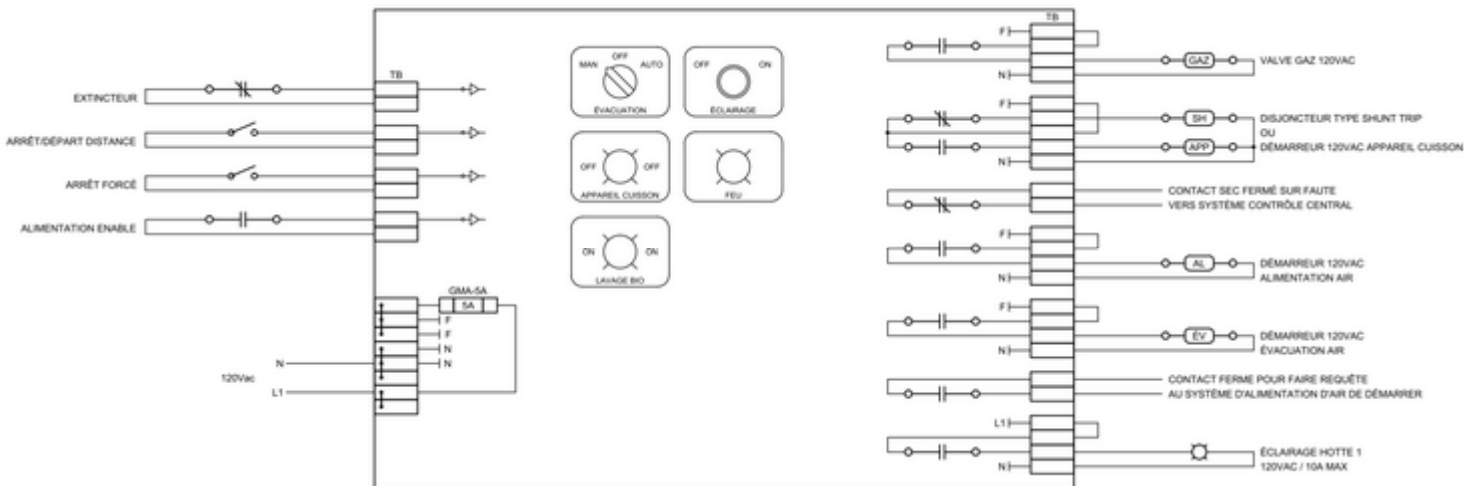 TB
EXTINCTEUR
ARRÊT/DÉPART DISTANCE
ARRÊT FORCÉ
ALIMENTATION ENABLE
GMA-5A
5A
F
F
N
N
N
120Vac
L1
MAN OFF AUTO
ÉVACUATION
OFF ON
ÉCLAIRAGE
OFF OFF
APPAREIL CUISSON
FEU
ON ON
LAVAGE BIO
TB
F
GAZ VALVE GAZ 120VAC
N
F
SH DISJONCTEUR TYPE SHUNT TRIP
OU
APP DÉMARREUR 120VAC APPAREIL CUISSON
N
CONTACT SEC FERMÉ SUR FAUTE
VERS SYSTÈME CONTRÔLE CENTRAL
F
AL DÉMARREUR 120VAC
N ALIMENTATION AIR
F
ÉV DÉMARREUR 120VAC
N ÉVACUATION AIR
CONTACT FERME POUR FAIRE REQUÊTE
AU SYSTÈME D'ALIMENTATION D'AIR DE DÉMARRER
L1
ÉCLAIRAGE HOTTE 1
N 120VAC / 10A MAX